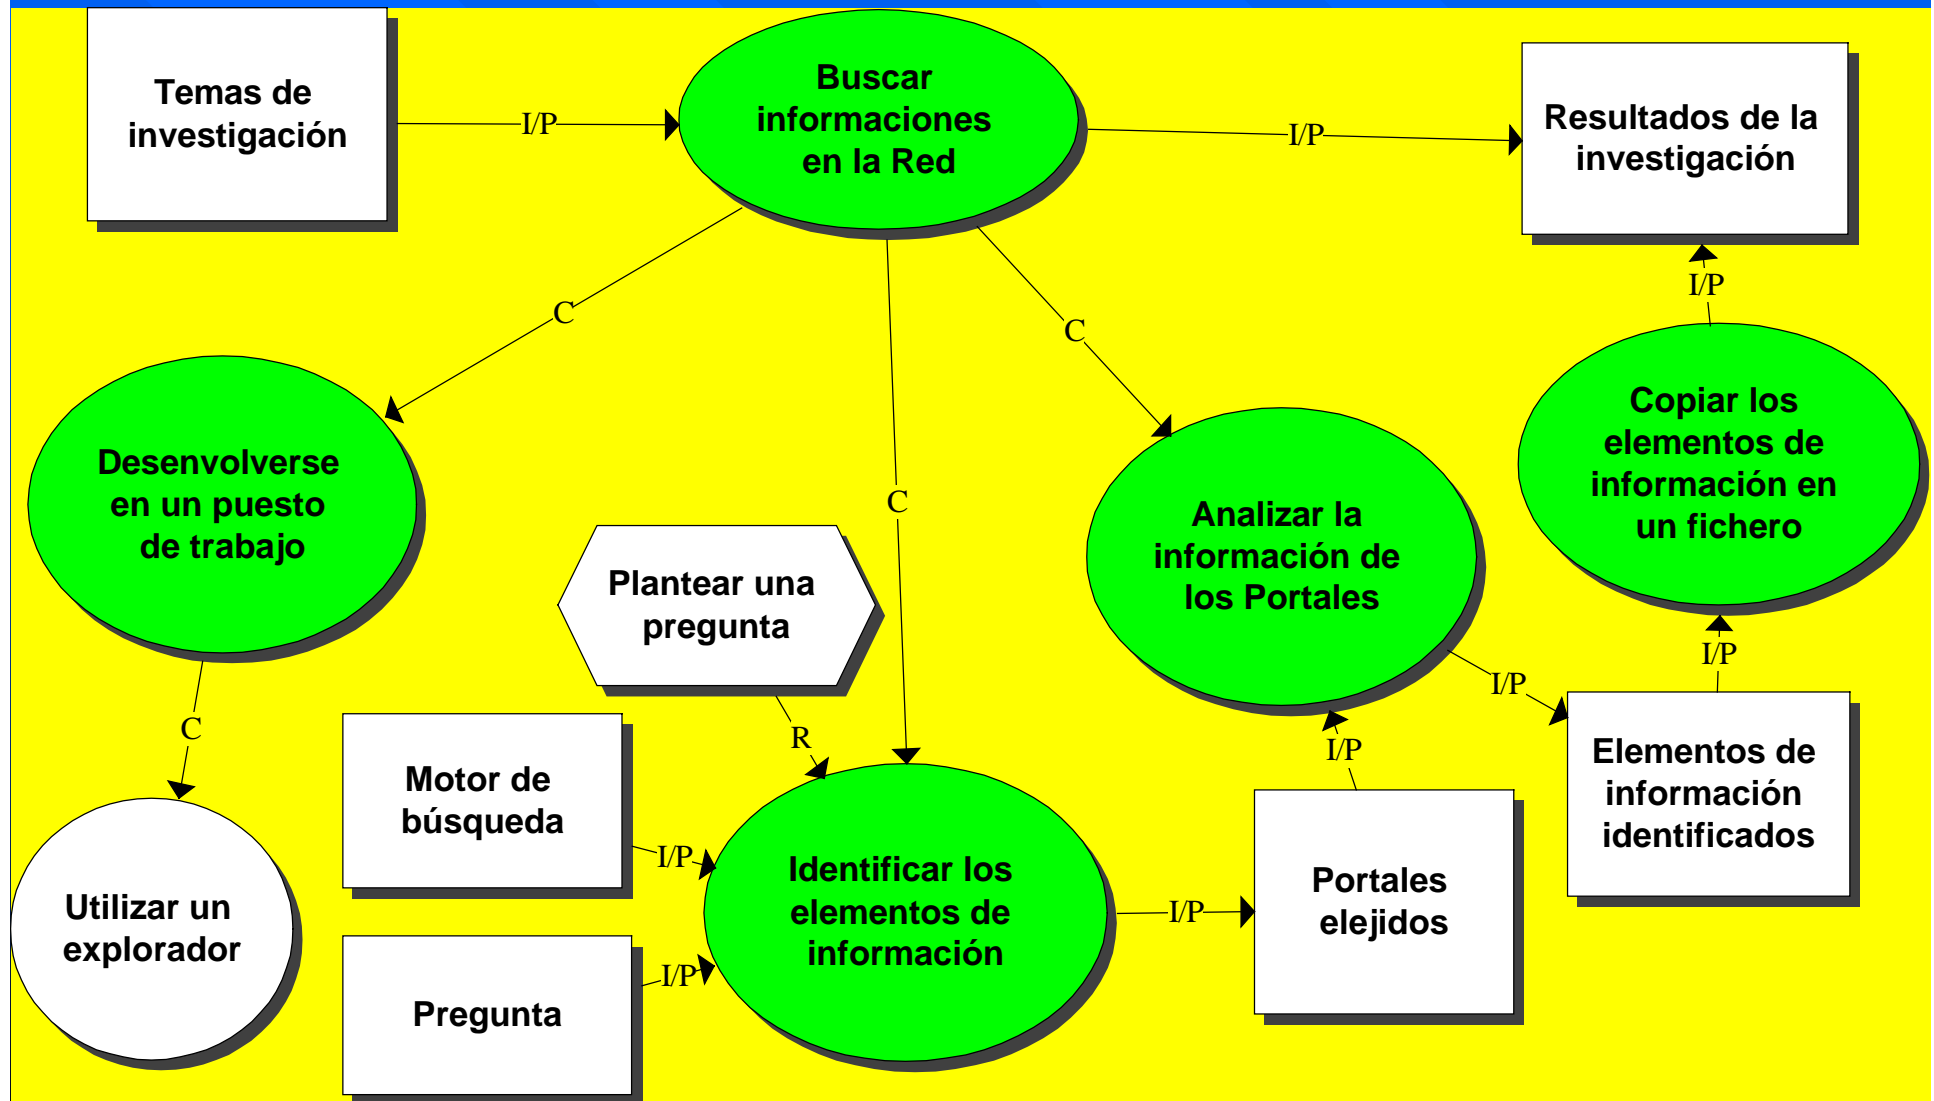 Temas de
investigación
I/P
Buscar
informaciones
en la Red
I/P
Resultados de la
investigación
I/P
C
C
C
Desenvolverse
en un puesto
de trabajo
Copiar los
elementos de
información en
un fichero
Analizar la
información de
los Portales
Plantear una
pregunta
I/P
I/P
C
R
I/P
Motor de
búsqueda
Elementos de
información
identificados
I/P
Utilizar un
explorador
Identificar los
elementos de
información
I/P
Portales
elejidos
I/P
Pregunta